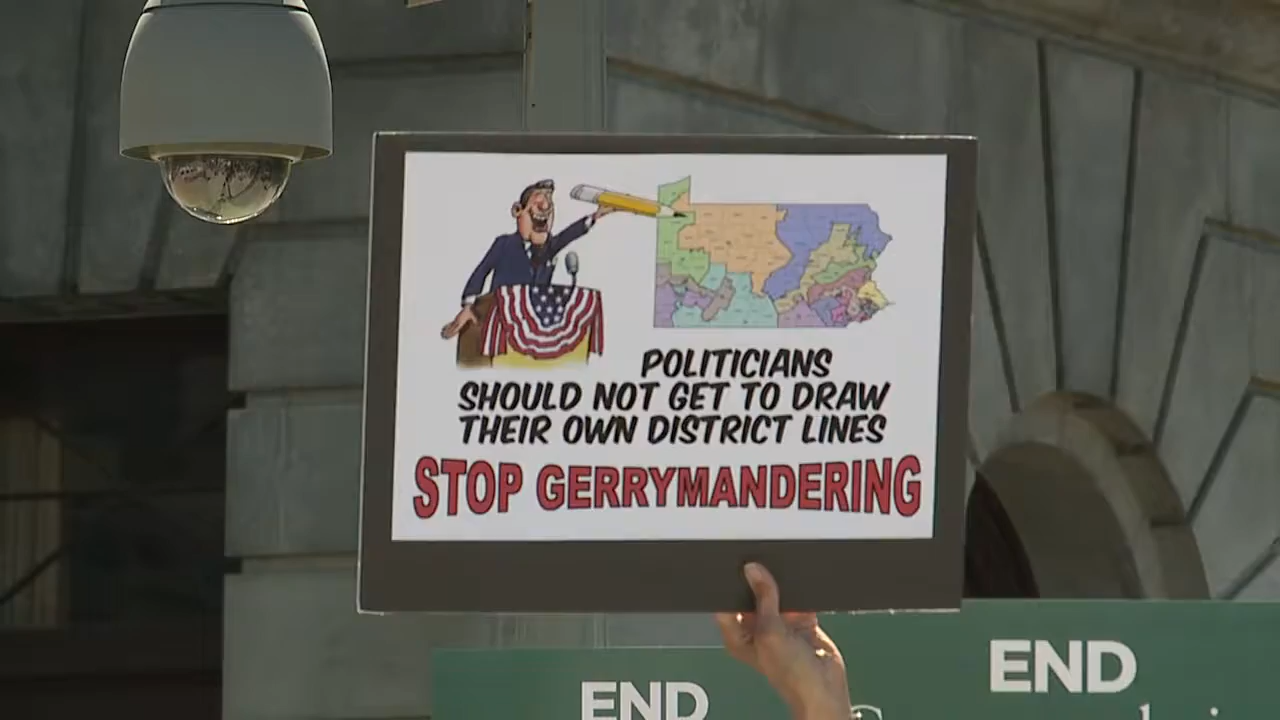 POLITICIANS
SHOULD NOT GET TO DRAW
THEIR OWN DISTRICT LINES
STOP GERRYMANDERING
END
END